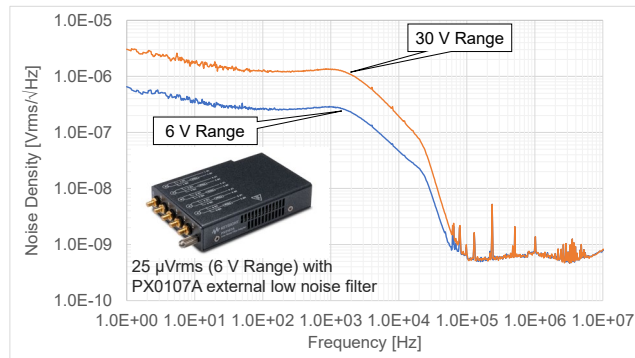 1.0E-05
30 V Range
1.0E-06
6 V Range
1.0E-07
1.0E-08
1.0E-09
1.0E-10
Noise Density [Vrms/√Hz]
25 µVrms (6 V Range) with
PX0107A external low noise filter
1.0E+00 1.0E+01 1.0E+02 1.0E+03 1.0E+04 1.0E+05 1.0E+06 1.0E+07
Frequency [Hz]